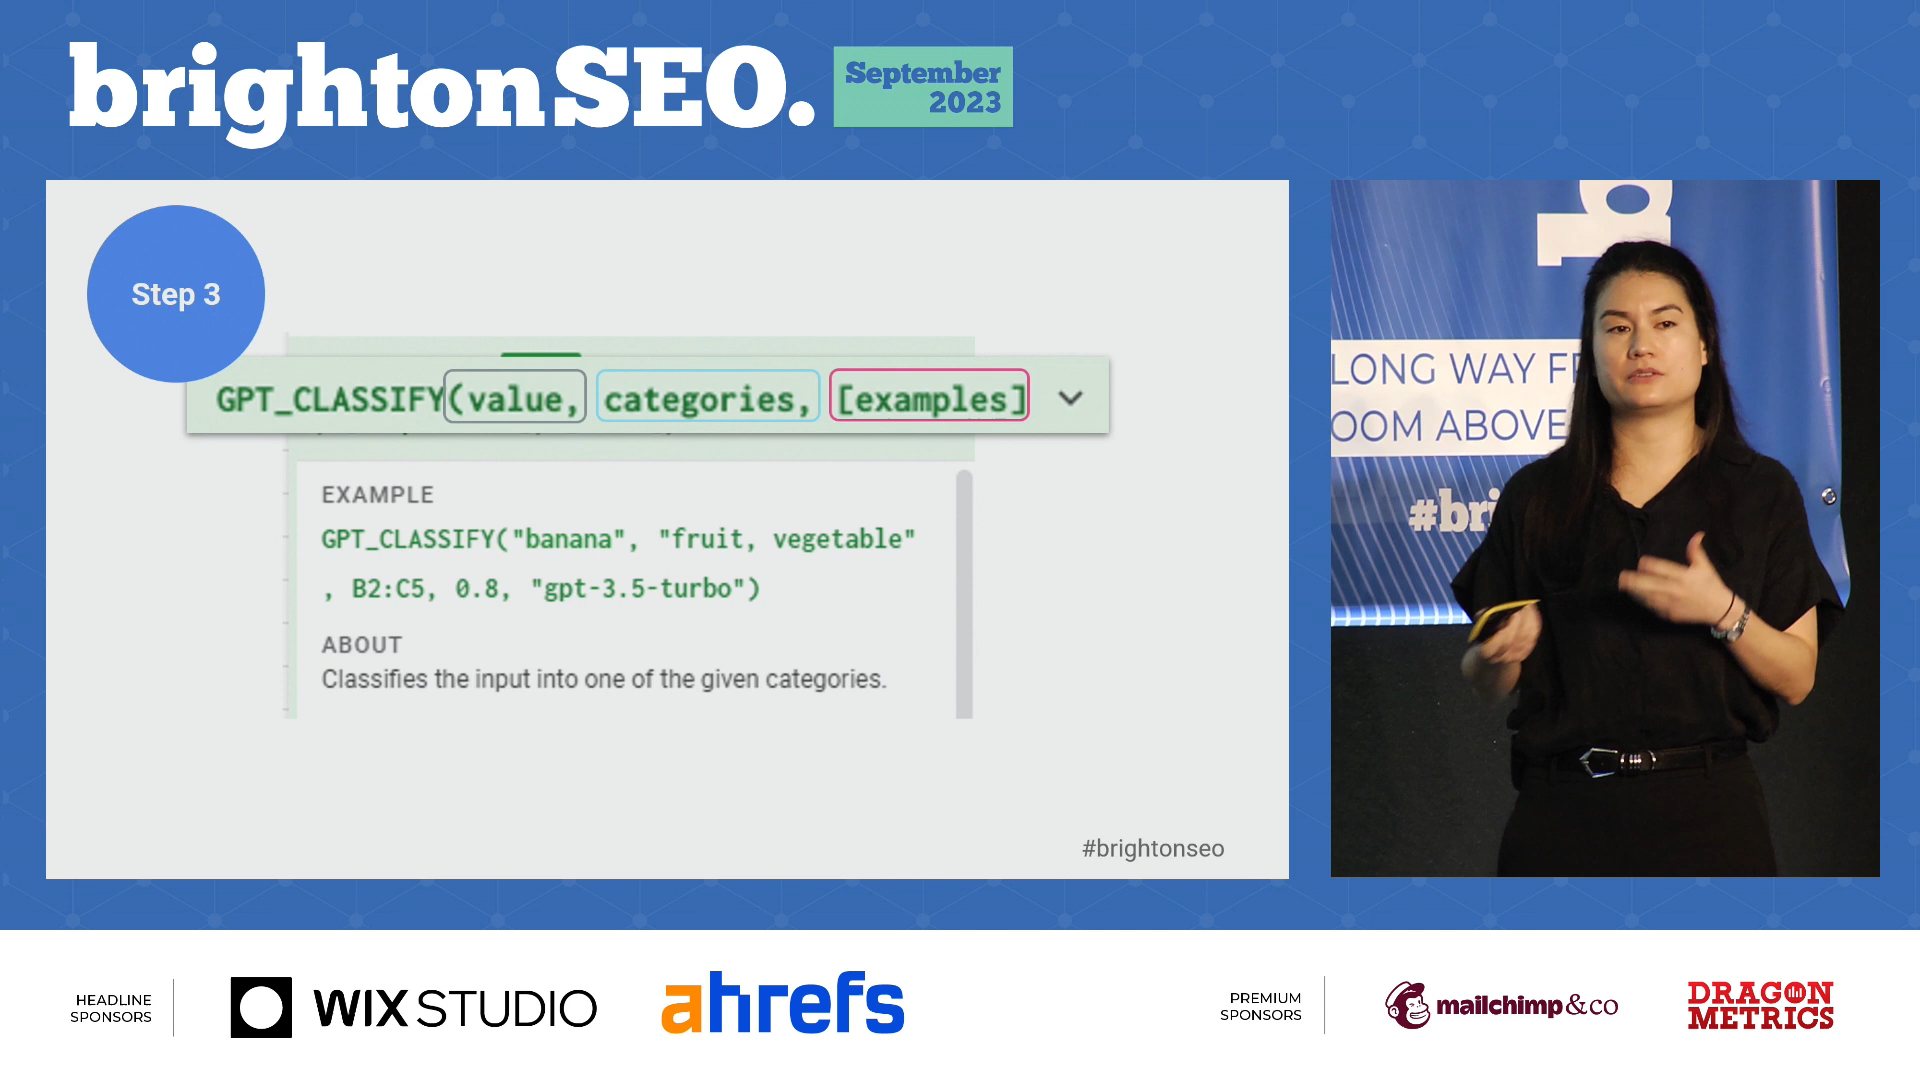 brightonSEO.
September
2023
Step 3
GPT_CLASSIFY(value, categories, [examples]
EXAMPLE
GPT_CLASSIFY("banana", "fruit, vegetable"
, B2:C5, 0.8, "gpt-3.5-turbo")
ABOUT
Classifies the input into one of the given categories.
#brightonseo
b
LONG WAY F
OOM ABOVE
#bri
HEADLINE
SPONSORS
WIX STUDIO
ahrefs
PREMIUM
SPONSORS
mailchimp & co
DRAGON
METRICS